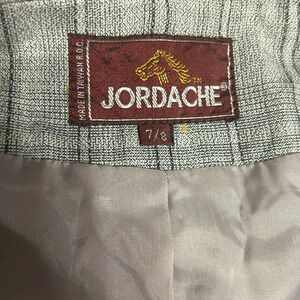 MADE IN TAIWAN R.O.C.
TM
JORDACHE®
7/8